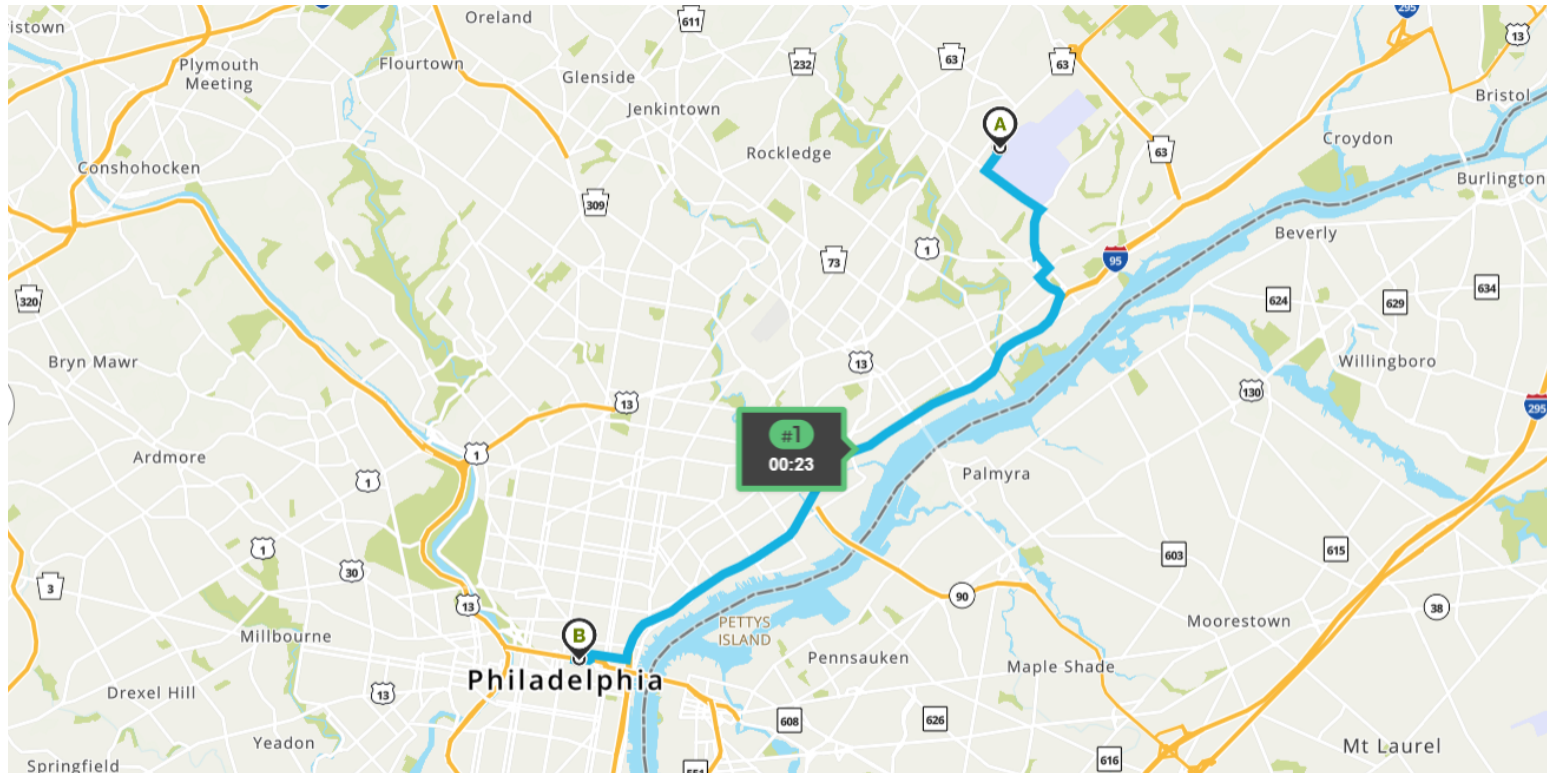 Oreland
611
295
13
ristown
Plymouth
Meeting
Flourtown
Glenside
232
63
63
Jenkintown
Bristol
A
Croydon
63
Rockledge
Conshohocken
Burlington
309
Beverly
1
73
95
320
624
629
634
Bryn Mawr
13
Willingboro
130
13
295
#1
00:23
1
Ardmore
1
Palmyra
1
30
603
615
3
13
90
38
Millbourne
B
PETTYS
ISLAND
Moorestown
Pennsauken
Maple Shade
Philadelphia
Drexel Hill
13
608
626
Yeadon
Mt Laurel
Springfield
551
616